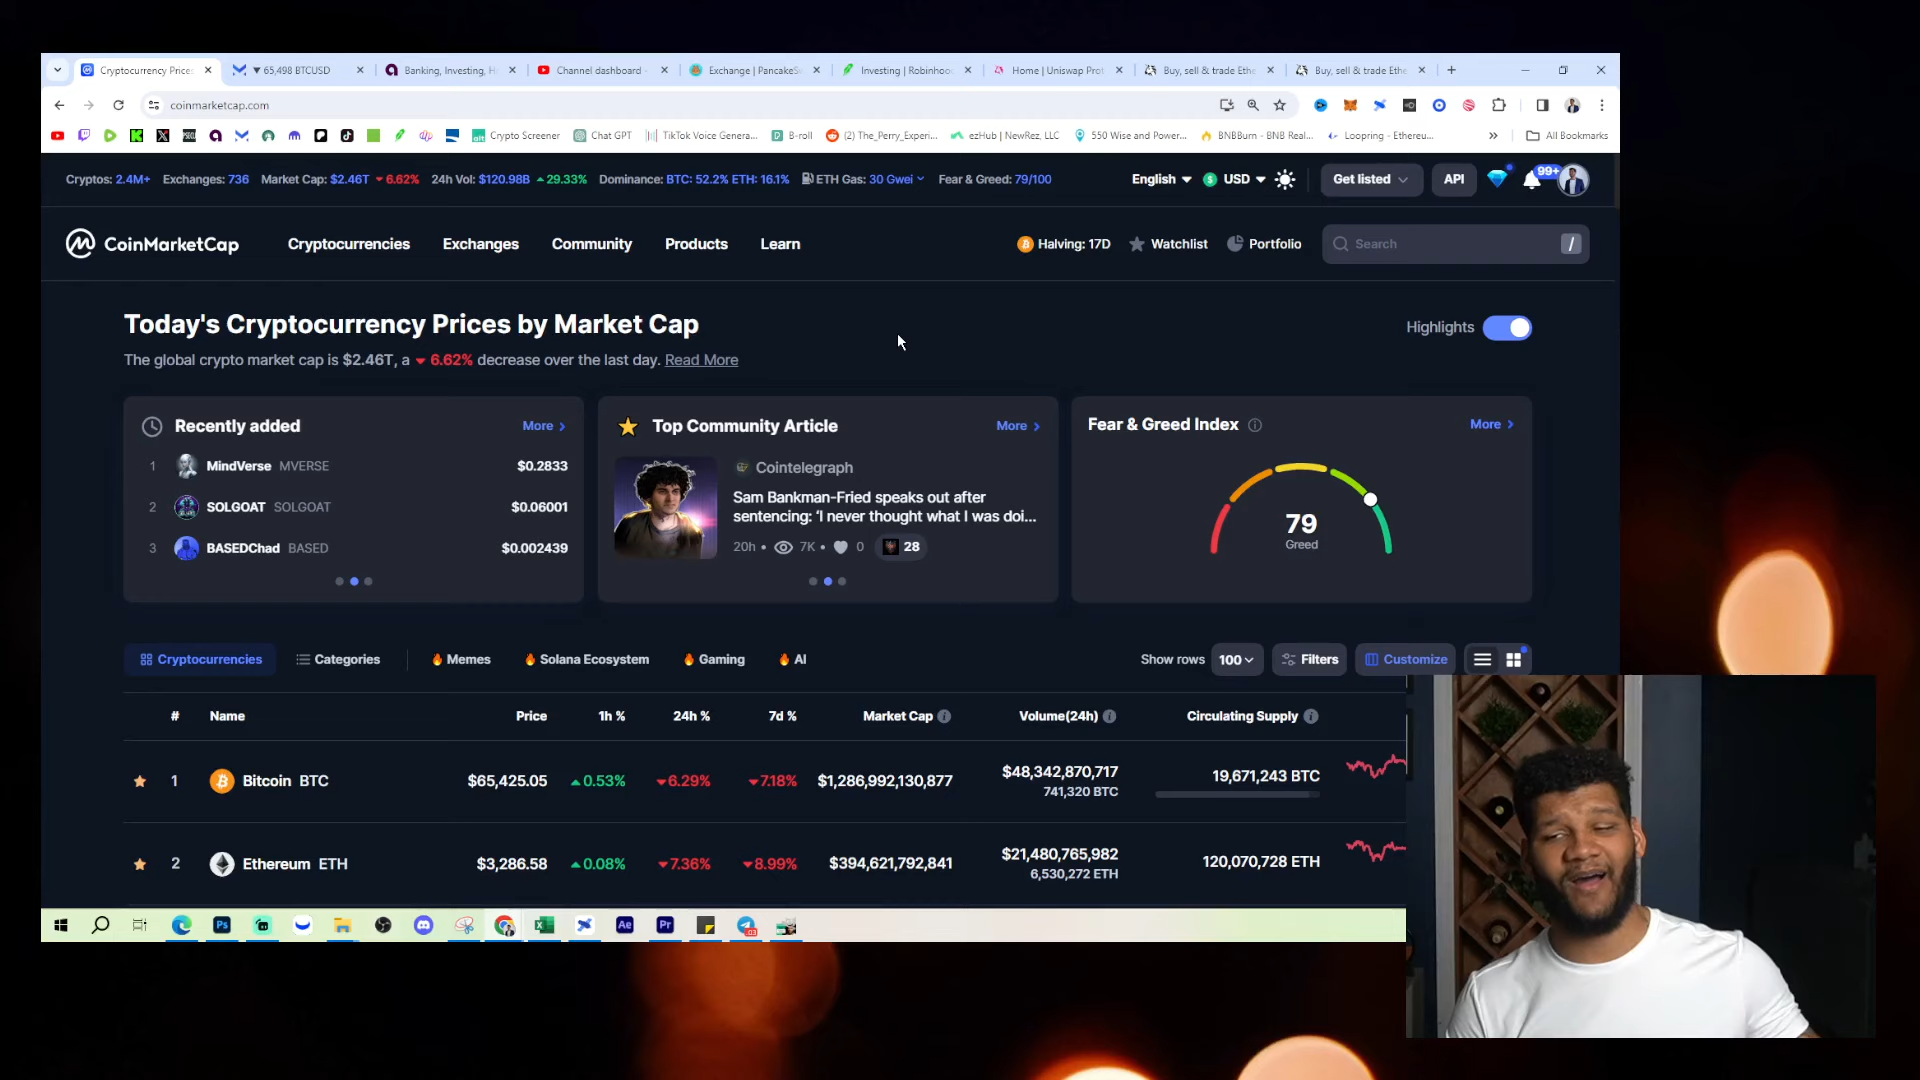 Cryptocurrency Price
65,498 BTCUSD
Banking, Investing, H
Channel dashboard
Exchange | PancakeS
Investing | Robinhoo
Home | Uniswap Prot
Buy, sell & trade Ethe
Buy, sell & trade Ethe
coinmarketcap.com
Crypto Screener
Chat GPT
TikTok Voice Genera...
B-roll
(2) The_Perry_Experi...
ezHub | NewRez, LLC
550 Wise and Power...
BNBBurn - BNB Real...
Loopring - Ethereu...
All Bookmarks
Cryptos: 2.4M+ Exchanges: 736 Market Cap: $2.46T 6.62% 24h Vol: $120.98B 29.33% Dominance: BTC: 52.2% ETH: 16.1% ETH Gas: 30 Gwei Fear & Greed: 79/100
English USD Get listed API 99+
CoinMarketCap Cryptocurrencies Exchanges Community Products Learn Halving: 17D Watchlist Portfolio Search /
Today's Cryptocurrency Prices by Market Cap
Highlights
The global crypto market cap is $2.46T, a 6.62% decrease over the last day. Read More
Recently added More
1 MindVerse MVERSE $0.2833
2 SOLGOAT SOLGOAT $0.06001
3 BASEDChad BASED $0.002439
Top Community Article More
Cointelegraph
Sam Bankman-Fried speaks out after
sentencing: ‘I never thought what I was doi...
20h • 7K • 0 28
Fear & Greed Index More
79
Greed
Cryptocurrencies Categories Memes Solana Ecosystem Gaming AI Show rows 100 Filters Customize
# Name Price 1h % 24h % 7d % Market Cap Volume(24h) Circulating Supply
1 Bitcoin BTC $65,425.05 0.53% 6.29% 7.18% $1,286,992,130,877 $48,342,870,717 19,671,243 BTC
741,320 BTC
2 Ethereum ETH $3,286.58 0.08% 7.36% 8.99% $394,621,792,841 $21,480,765,982 120,070,728 ETH
6,530,272 ETH
Ps
Ae
Pr